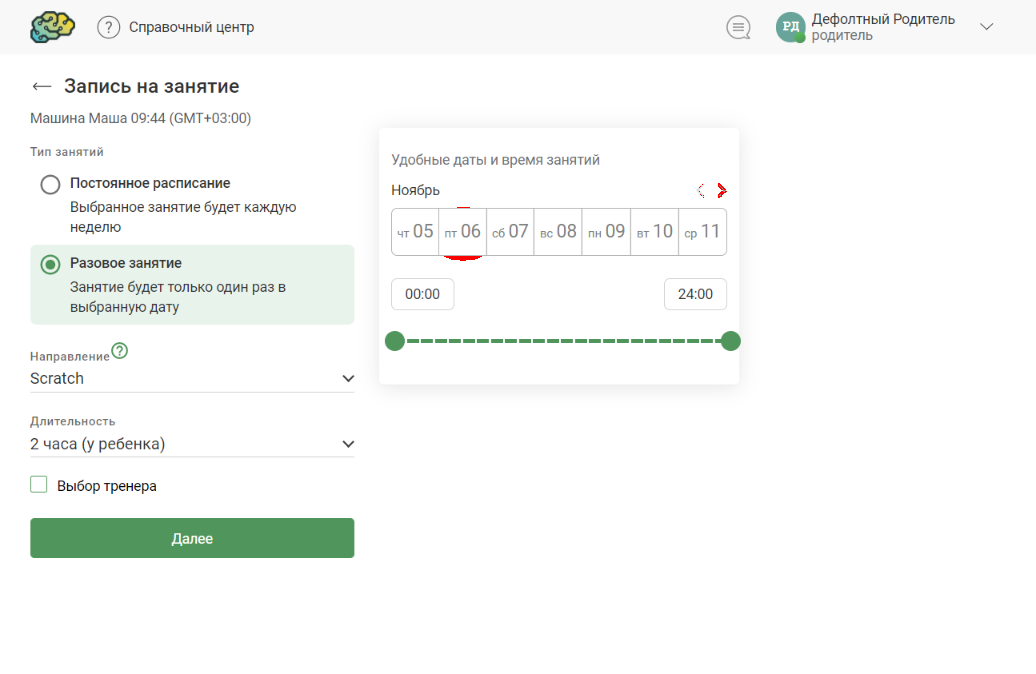 ? Справочный центр
РД Дефолтный Родитель
родитель
Запись на занятие
Машина Маша 09:44 (GMT+03:00)
Тип занятий
Постоянное расписание
Выбранное занятие будет каждую
неделю
Разовое занятие
Занятие будет только один раз в
выбранную дату
Направление ?
Scratch
Длительность
2 часа (у ребенка)
Выбор тренера
Далее
Удобные даты и время занятий
Ноябрь
чт 05 пт 06 сб 07 вс 08 пн 09 вт 10 ср 11
00:00 24:00